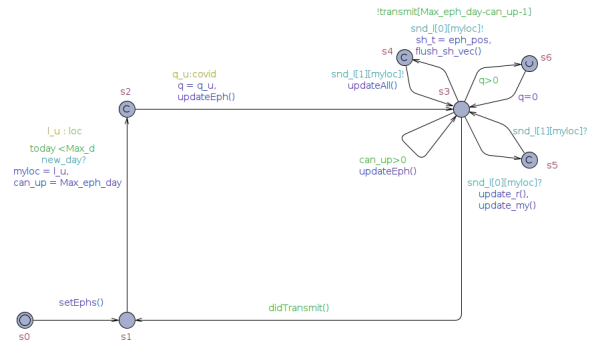 !transmit[Max_eph_day-can_up-1]
snd_l[0][myloc]!
sh_t = eph_pos,
flush_sh_vec()
s4
s6
snd_l[1][myloc]!
updateAll()
q>0
s3
q=0
q_u:covid
q = q_u,
updateEph()
s2
l_u : loc
today <Max_d
new_day?
myloc = l_u,
can_up = Max_eph_day
snd_l[1][myloc]?
can_up>0
updateEph()
s5
snd_l[0][myloc]?
update_r(),
update_my()
setEphs()
didTransmit()
s0
s1